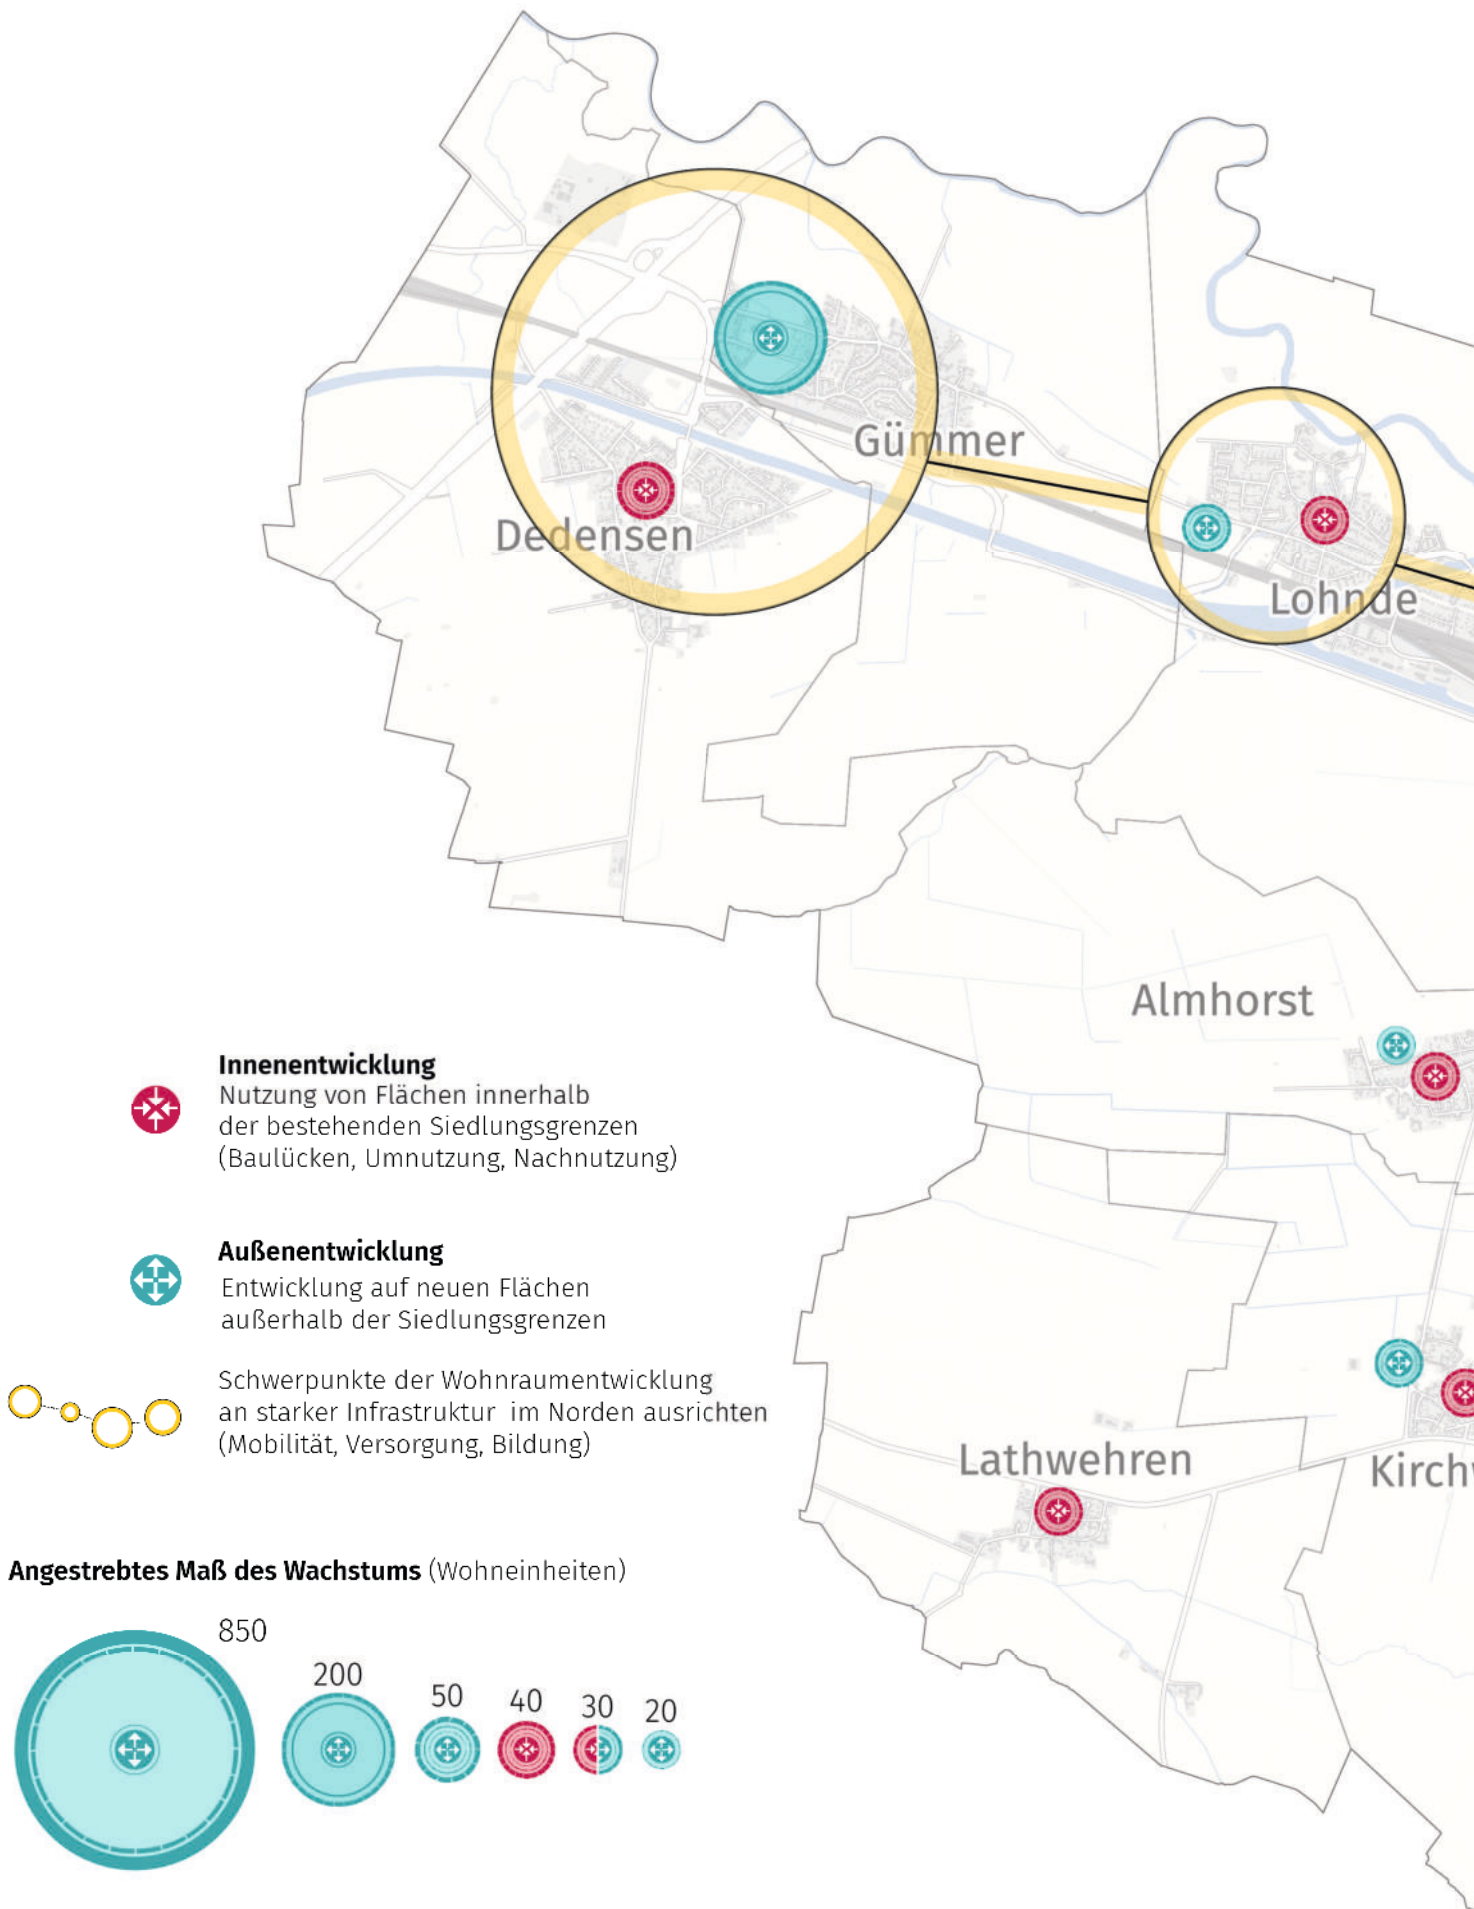 Gümmer
Dedensen
Lohnde
Almhorst
Innenentwicklung
Nutzung von Flächen innerhalb
der bestehenden Siedlungsgrenzen
(Baulücken, Umnutzung, Nachnutzung)
Außenentwicklung
Entwicklung auf neuen Flächen
außerhalb der Siedlungsgrenzen
Schwerpunkte der Wohnraumentwicklung
an starker Infrastruktur im Norden ausrichten
(Mobilität, Versorgung, Bildung)
Lathwehren
Kirch
Angestrebtes Maß des Wachstums (Wohneinheiten)
850
200
50
40
30
20